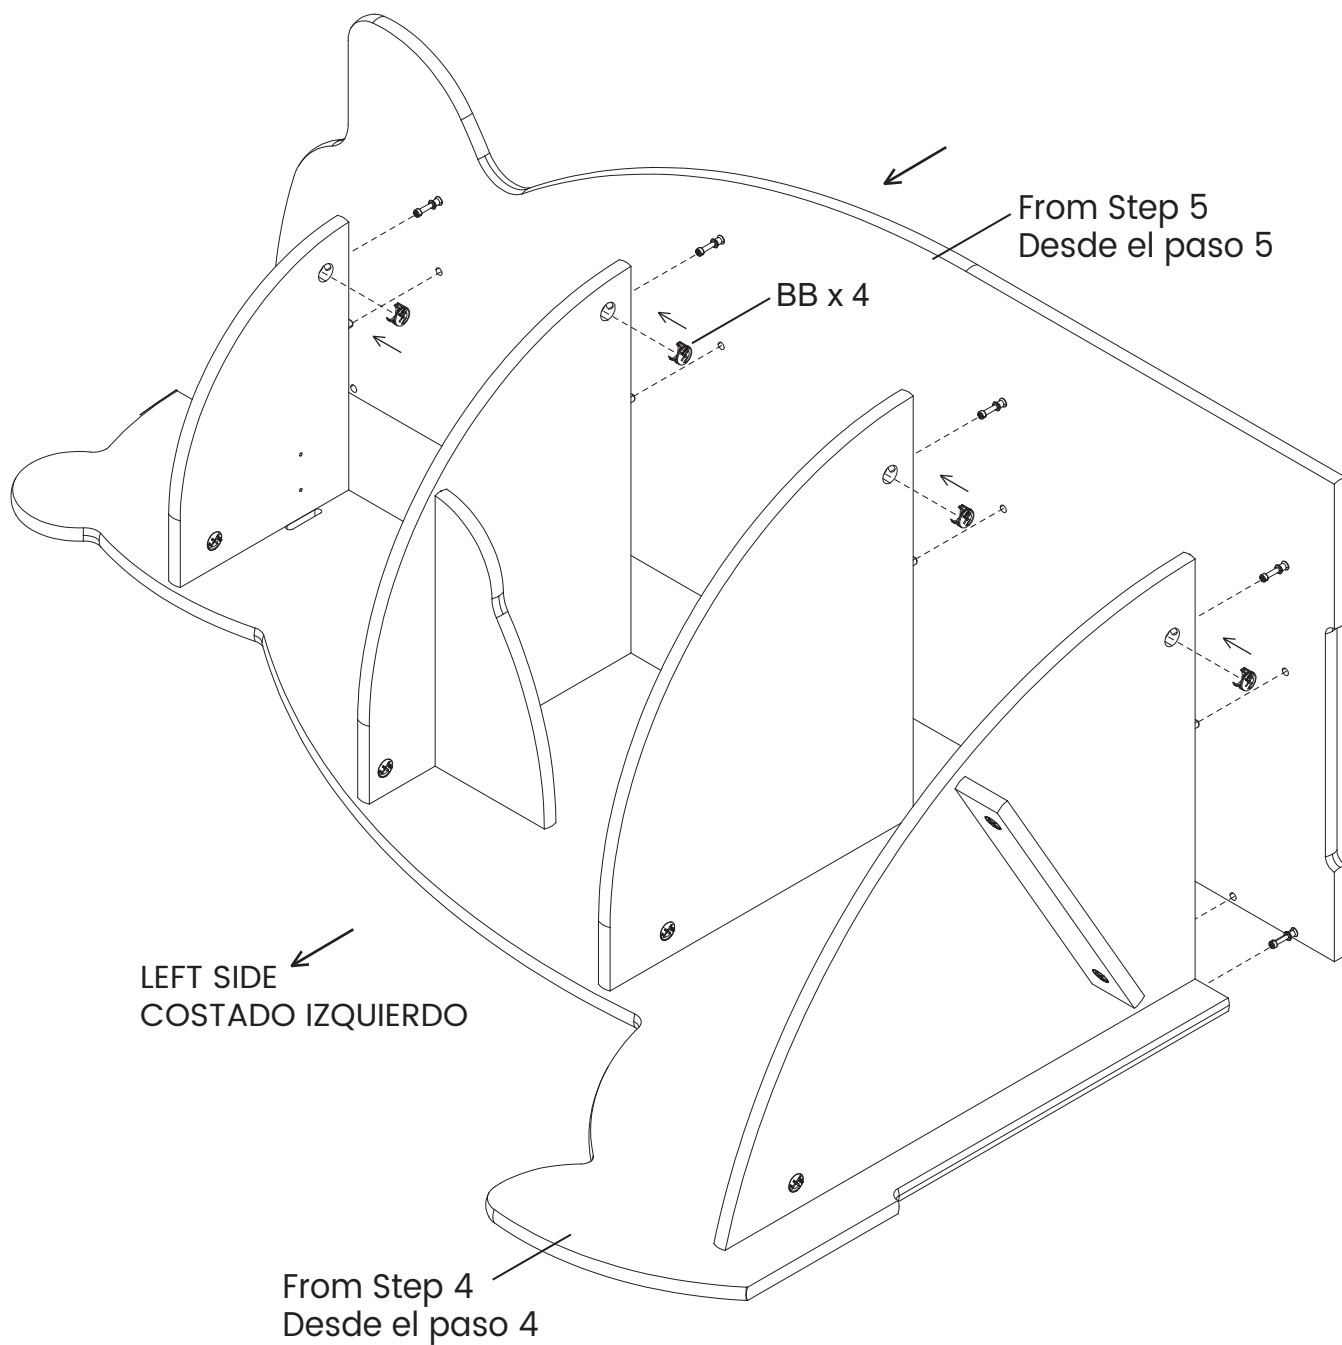 From Step 5
Desde el paso 5
BB x 4
LEFT SIDE
COSTADO IZQUIERDO
From Step 4
Desde el paso 4